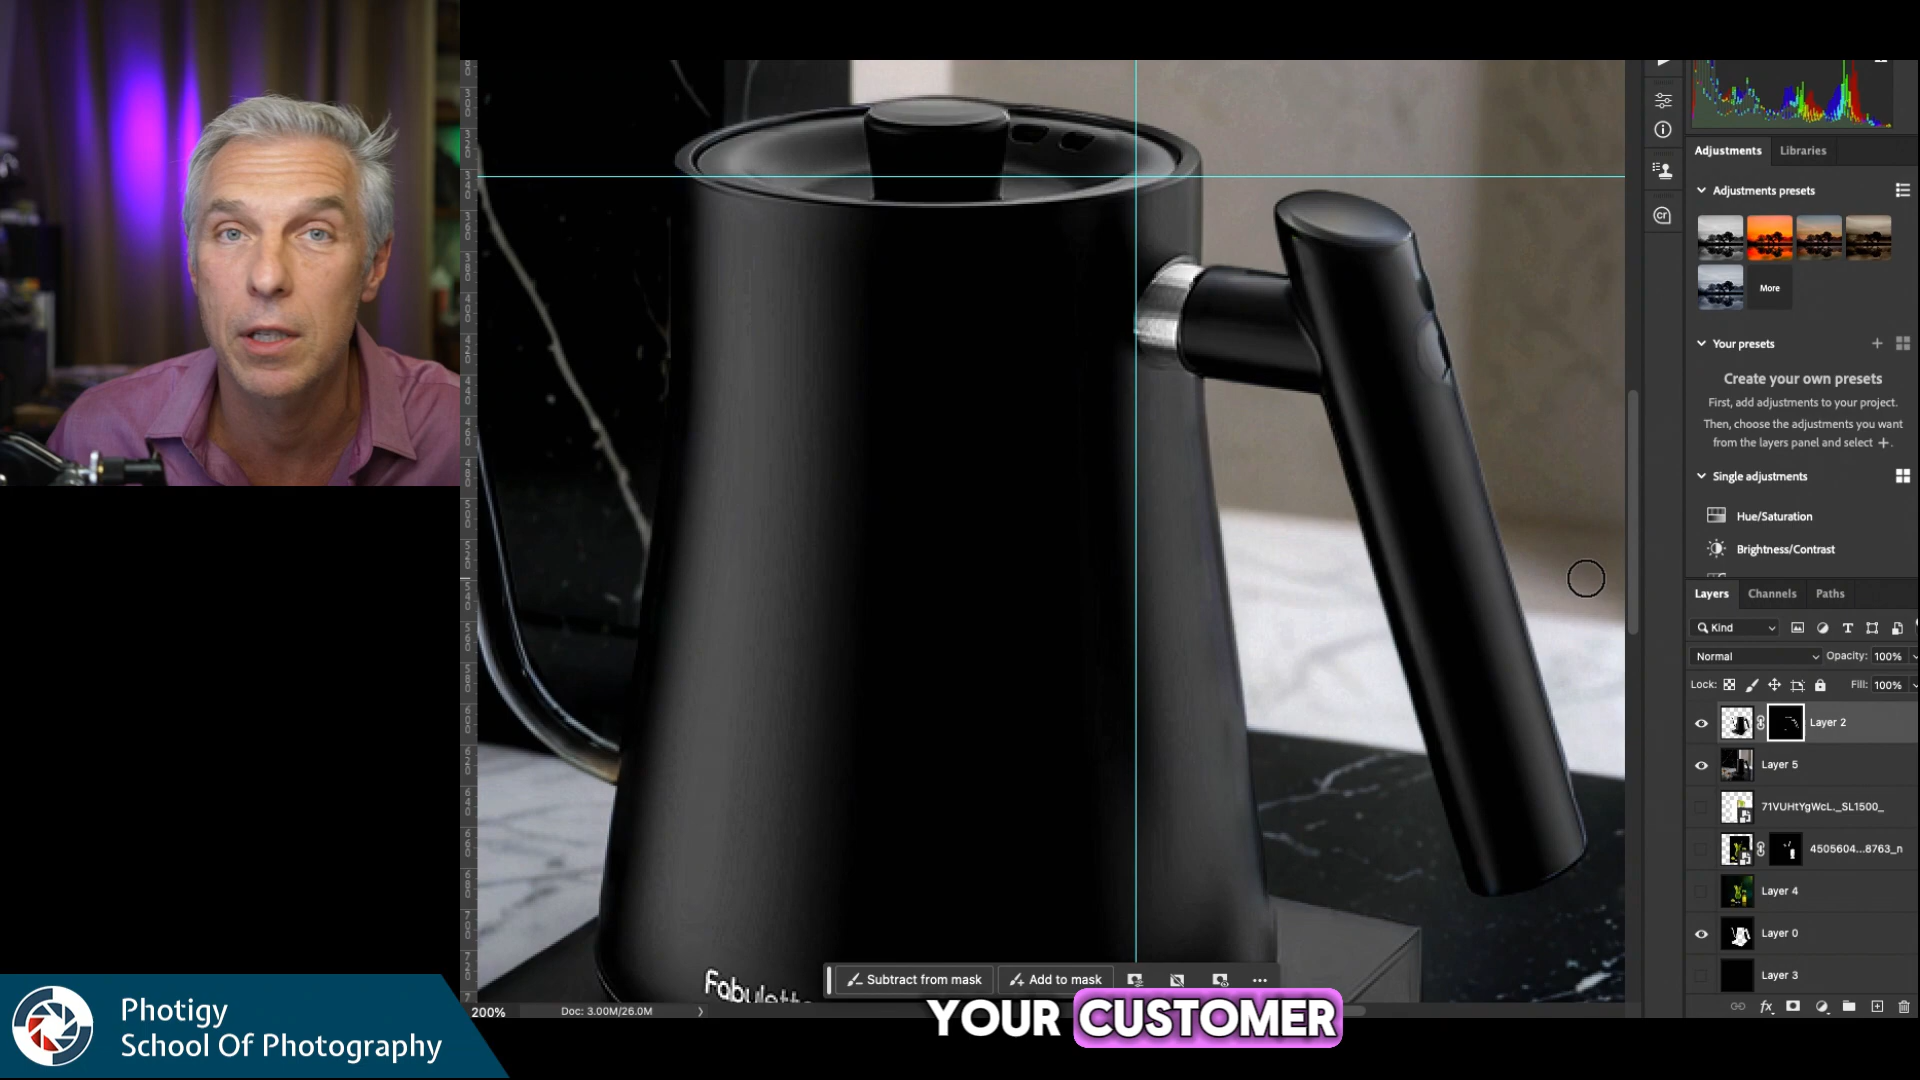 Adjustments
Libraries
Adjustments presets
More
Your presets
Create your own presets
First, add adjustments to your project.
Then, choose the adjustments you want
from the layers panel and select +.
Single adjustments
Hue/Saturation
Brightness/Contrast
Layers
Channels
Paths
Kind
Normal
Opacity: 100%
Lock:
Fill: 100%
Layer 2
Layer 5
71VUHtYgWcL._SL1500_
4505604...8763_n
Layer 4
Layer 0
Layer 3
Subtract from mask
Add to mask
200%
Doc: 3.00M/26.0M
YOUR CUSTOMER
Photigy
School Of Photography